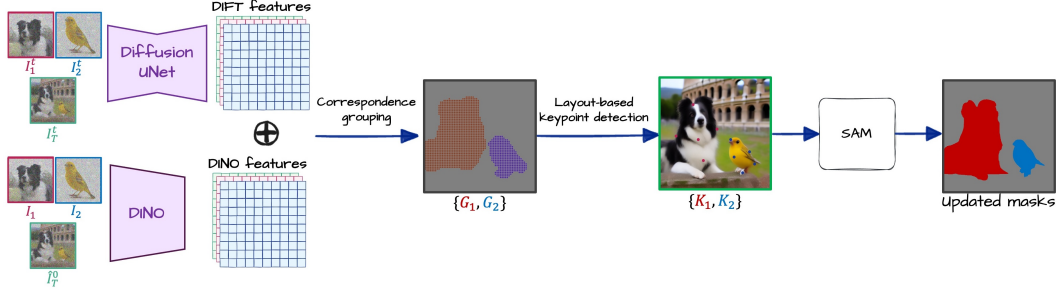 DIFT features
Diffusion
UNet
I_1^t
I_2^t
I_T^t
Correspondence
grouping
Layout-based
keypoint detection
SAM
DINO features
DINO
I_1
I_2
Î_T^0
{G_1, G_2}
{K_1, K_2}
Updated masks